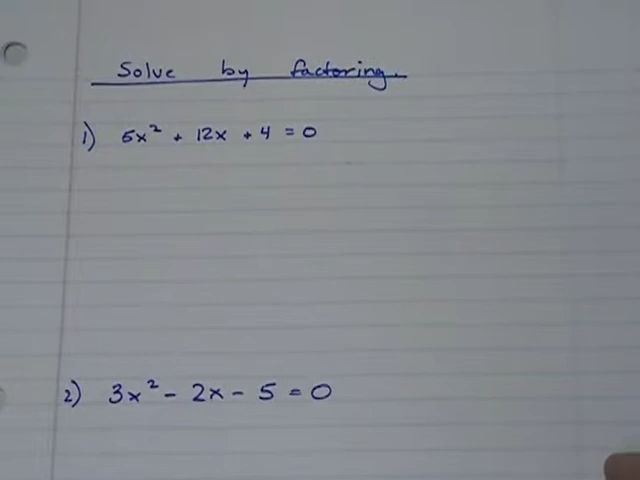 Solve by factoring.
1) 5x² + 12x + 4 = 0
2) 3x² - 2x - 5 = 0